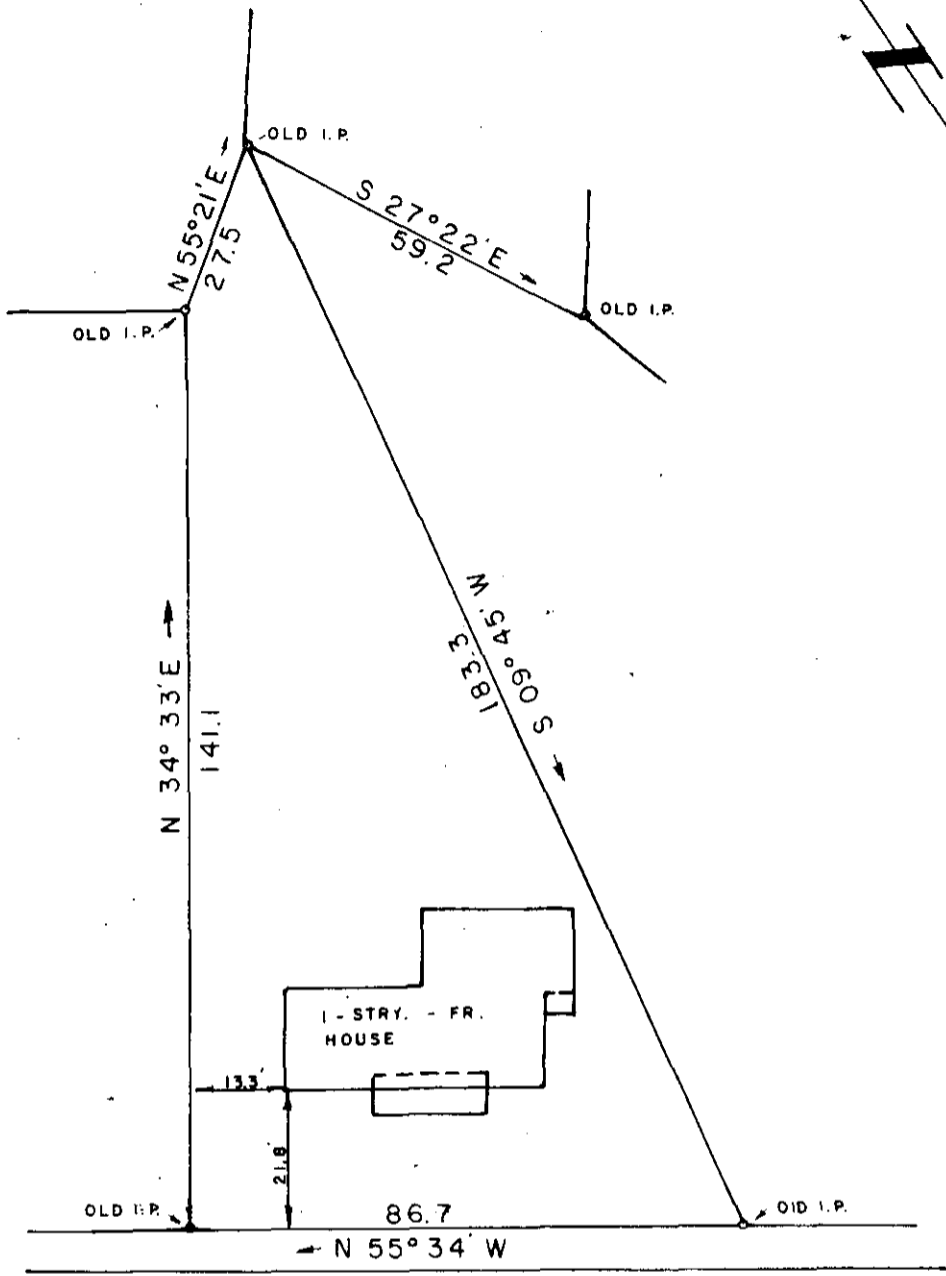 OLD I.P.
N 55°21' E
27.5
S 27°22' E
59.2
OLD I.P.
OLD I.P.
N 34° 33' E
141.1
S 09° 45' W
183.3
1 - STRY. - FR.
HOUSE
13.3'
21.8
OLD I.P.
86.7
OlD I.P.
N 55° 34' W